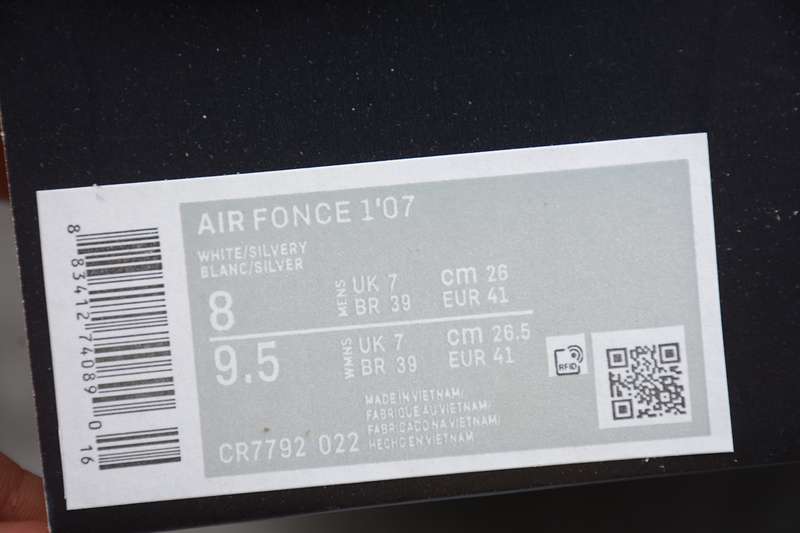 AIR FONCE 1'07
WHITE/SILVERY
BLANC/SILVER
8
MENS
UK 7
BR 39
cm 26
EUR 41
9.5
WMNS
UK 7
BR 39
cm 26.5
EUR 41
RFID
MADE IN VIETNAM/
FABRIQUE AU VIETNAM/
FABRICADO NA VIETNAM/
HECHO EN VIETNAM
CR7792 022
8 83412 74089 0 16